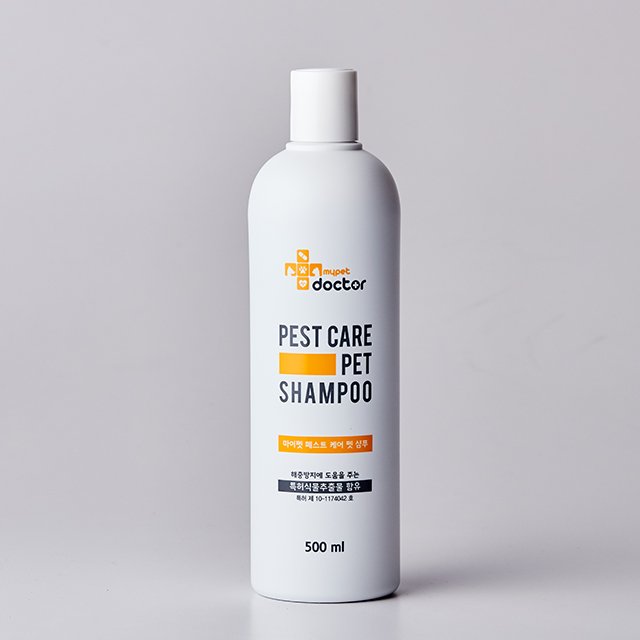 mypet
doctor
PEST CARE
PET
SHAMPOO
마이펫 페스트 케어 펫 샴푸
해충방지에 도움을 주는
특허식물추출물 함유
특허 제 10-1174042 호
500 ml